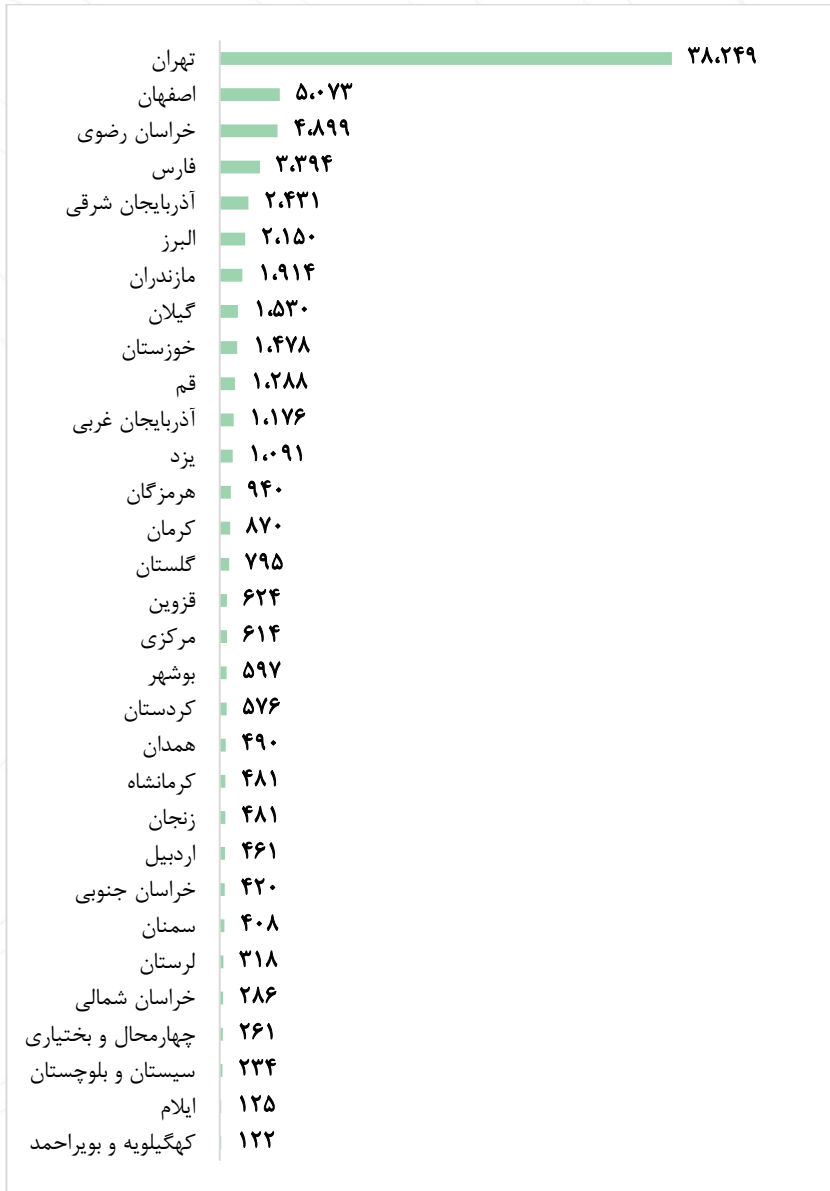 تهران ۳۸،۲۴۹
اصفهان ۵،۰۷۳
خراسان رضوی ۴،۸۹۹
فارس ۳،۳۹۴
آذربایجان شرقی ۲،۴۳۱
البرز ۲،۱۵۰
مازندران ۱،۹۱۴
گیلان ۱،۵۳۰
خوزستان ۱،۴۷۸
قم ۱،۲۸۸
آذربایجان غربی ۱،۱۷۶
یزد ۱،۰۹۱
هرمزگان ۹۴۰
کرمان ۸۷۰
گلستان ۷۹۵
قزوین ۶۲۴
مرکزی ۶۱۴
بوشهر ۵۹۷
کردستان ۵۷۶
همدان ۴۹۰
کرمانشاه ۴۸۱
زنجان ۴۸۱
اردبیل ۴۶۱
خراسان جنوبی ۴۲۰
سمنان ۴۰۸
لرستان ۳۱۸
خراسان شمالی ۲۸۶
چهارمحال و بختیاری ۲۶۱
سیستان و بلوچستان ۲۳۴
ایلام ۱۲۵
کهگیلویه و بویراحمد ۱۲۲